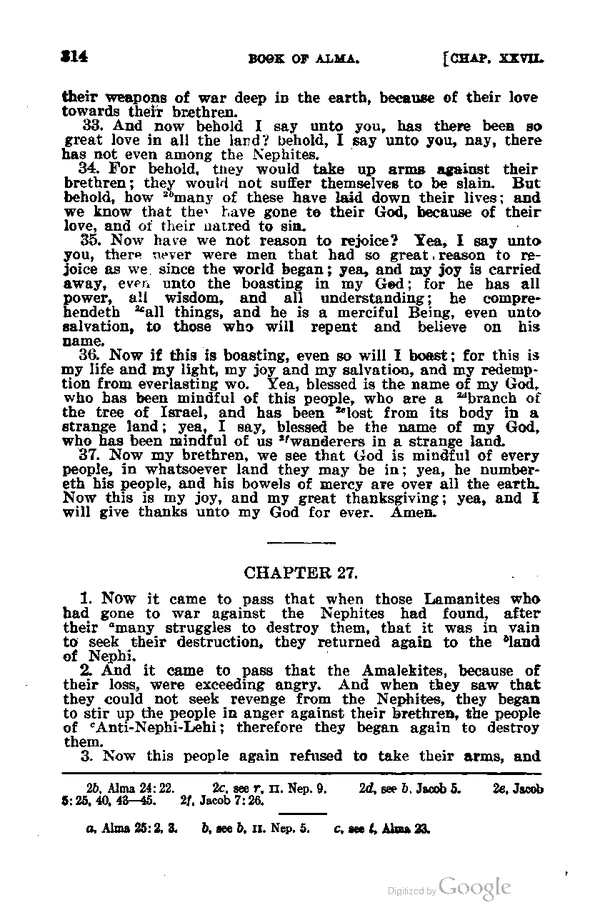 314 BOOK OF ALMA. [CHAP. XXVII.
their weapons of war deep in the earth, because of their love
towards their brethren.
33. And now behold I say unto you, has there been so
great love in all the land? behold, I say unto you, nay, there
has not even among the Nephites.
34. For behold, they would take up arms against their
brethren; they would not suffer themselves to be slain. But
behold, how 2bmany of these have laid down their lives; and
we know that they have gone to their God, because of their
love, and of their hatred to sin.
35. Now have we not reason to rejoice? Yea, I say unto
you, there never were men that had so great reason to re-
joice as we, since the world began; yea, and my joy is carried
away, even unto the boasting in my God; for he has all
power, all wisdom, and all understanding; he compre-
hendeth 2call things, and he is a merciful Being, even unto
salvation, to those who will repent and believe on his
name.
36. Now if this is boasting, even so will I boast; for this is
my life and my light, my joy and my salvation, and my redemp-
tion from everlasting wo. Yea, blessed is the name of my God,
who has been mindful of this people, who are a 2dbranch of
the tree of Israel, and has been 2elost from its body in a
strange land; yea, I say, blessed be the name of my God,
who has been mindful of us 2fwanderers in a strange land.
37. Now my brethren, we see that God is mindful of every
people, in whatsoever land they may be in; yea, he number-
eth his people, and his bowels of mercy are over all the earth.
Now this is my joy, and my great thanksgiving; yea, and I
will give thanks unto my God for ever. Amen.
CHAPTER 27.
1. Now it came to pass that when those Lamanites who
had gone to war against the Nephites had found, after
their amany struggles to destroy them, that it was in vain
to seek their destruction, they returned again to the bland
of Nephi.
2. And it came to pass that the Amalekites, because of
their loss, were exceeding angry. And when they saw that
they could not seek revenge from the Nephites, they began
to stir up the people in anger against their brethren, the people
of cAnti-Nephi-Lehi; therefore they began again to destroy
them.
3. Now this people again refused to take their arms, and
2b, Alma 24:22. 2c, see r, II. Nep. 9. 2d, see b, Jacob 5. 2e, Jacob
5:25, 40, 43—45. 2f, Jacob 7:26.
a, Alma 25:2, 3. b, see b, II. Nep. 5. c, see t, Alma 23.
Digitized by Google